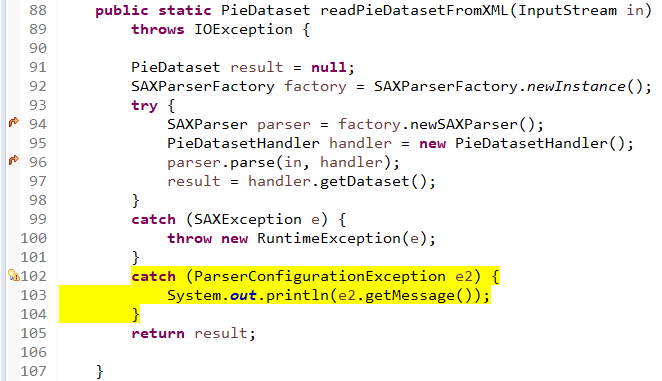 88 public static PieDataset readPieDatasetFromXML(InputStream in)
89 throws IOException {
90
91 PieDataset result = null;
92 SAXParserFactory factory = SAXParserFactory.newInstance();
93 try {
94 SAXParser parser = factory.newSAXParser();
95 PieDatasetHandler handler = new PieDatasetHandler();
96 parser.parse(in, handler);
97 result = handler.getDataset();
98 }
99 catch (SAXException e) {
100 throw new RuntimeException(e);
101 }
102 catch (ParserConfigurationException e2) {
103 System.out.println(e2.getMessage());
104 }
105 return result;
106
107 }